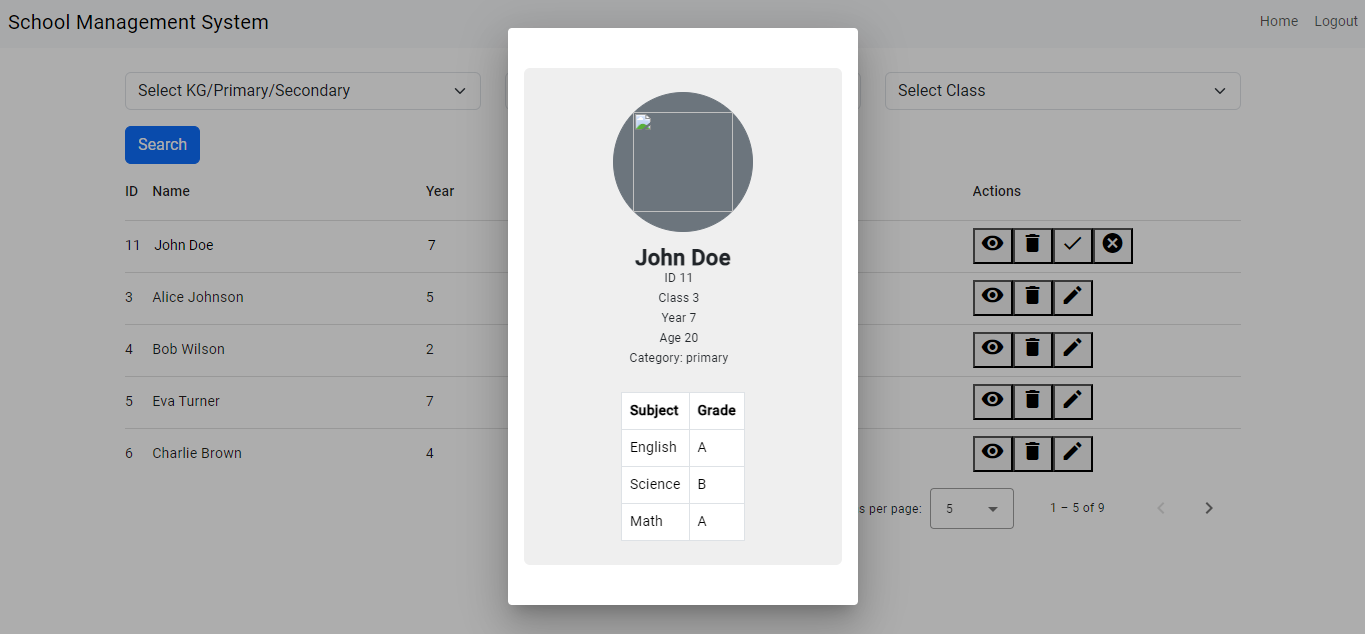 School Management System
Home Logout
Select KG/Primary/Secondary
Select Class
Search
ID Name Year Actions
11 John Doe 7
3 Alice Johnson 5
4 Bob Wilson 2
5 Eva Turner 7
6 Charlie Brown 4
s per page: 5 1 – 5 of 9
John Doe
ID 11
Class 3
Year 7
Age 20
Category: primary
Subject Grade
English A
Science B
Math A